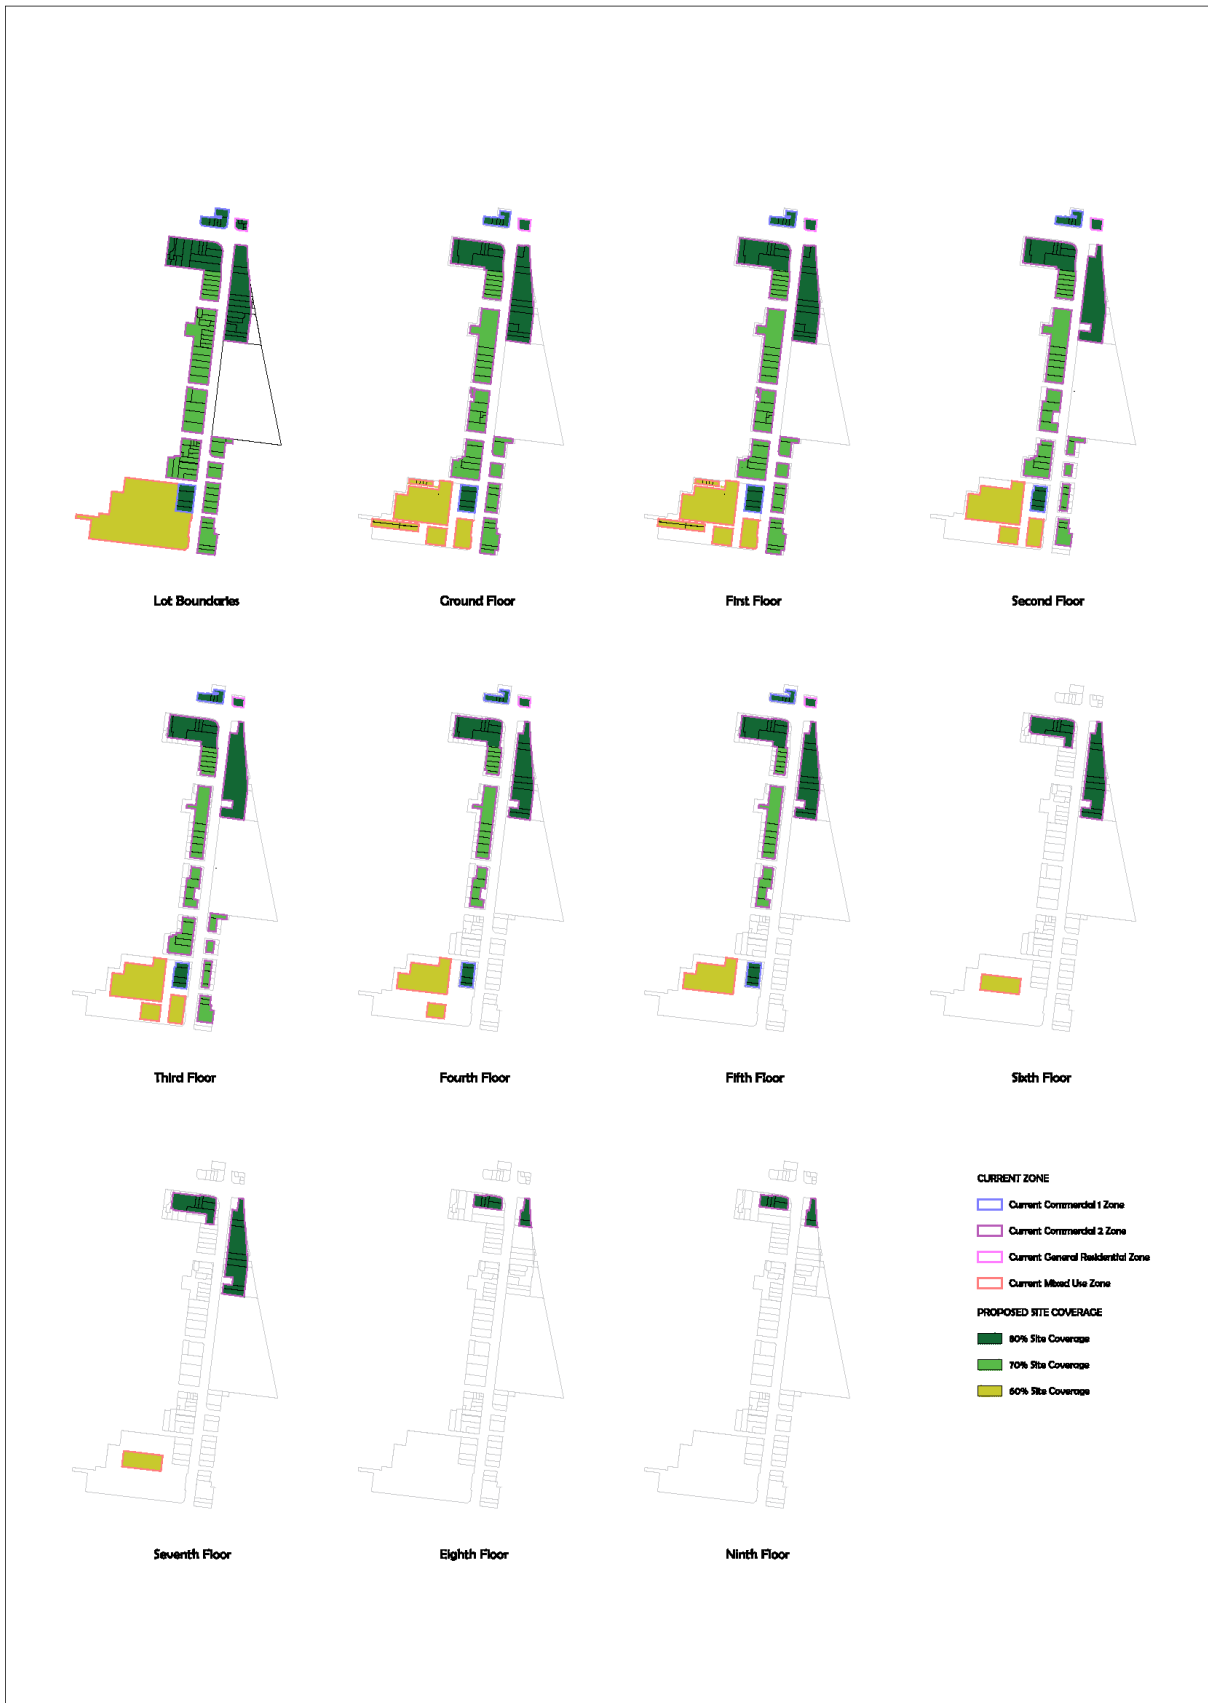 Lot Boundaries
Ground Floor
First Floor
Second Floor
Third Floor
Fourth Floor
Fifth Floor
Sixth Floor
CURRENT ZONE
Current Commercial 1 Zone
Current Commercial 2 Zone
Current General Residential Zone
Current Mixed Use Zone
PROPOSED SITE COVERAGE
80% Site Coverage
70% Site Coverage
60% Site Coverage
Seventh Floor
Eighth Floor
Ninth Floor